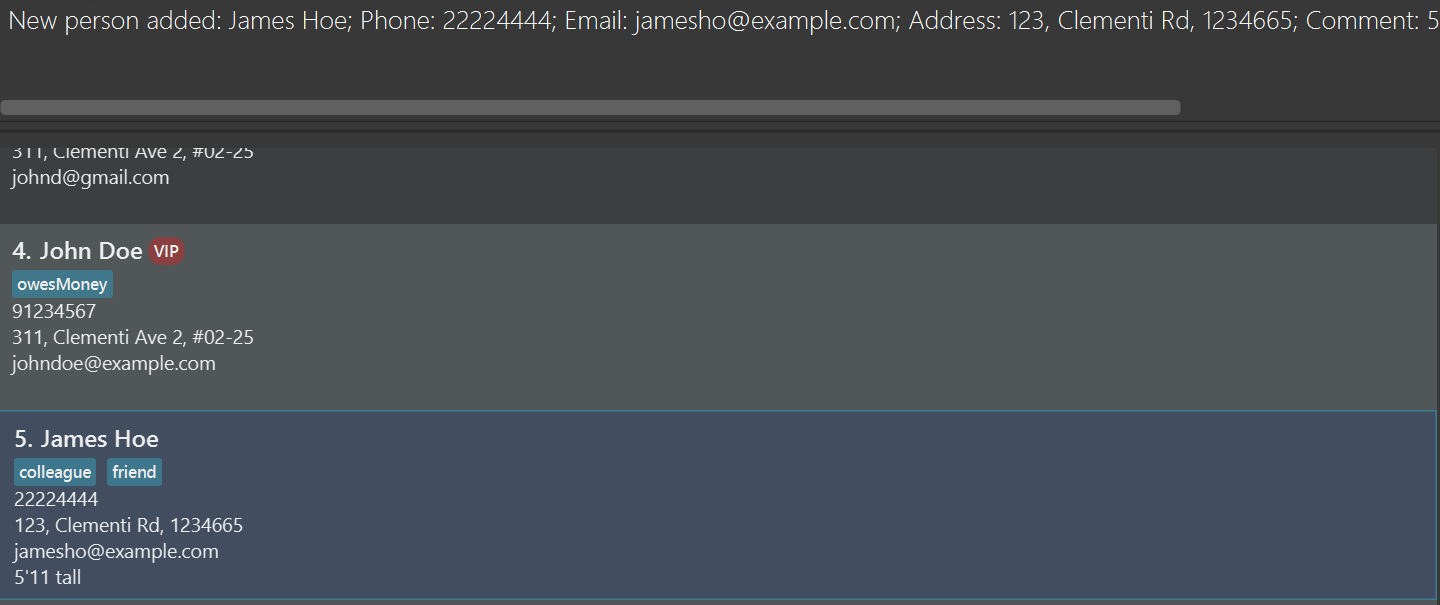 New person added: James Hoe; Phone: 22224444; Email: jamesho@example.com; Address: 123, Clementi Rd, 1234665; Comment: 5
311, Clementi Ave 2, #02-25
johnd@gmail.com
4. John Doe VIP
owesMoney
91234567
311, Clementi Ave 2, #02-25
johndoe@example.com
5. James Hoe
colleague friend
22224444
123, Clementi Rd, 1234665
jamesho@example.com
5'11 tall